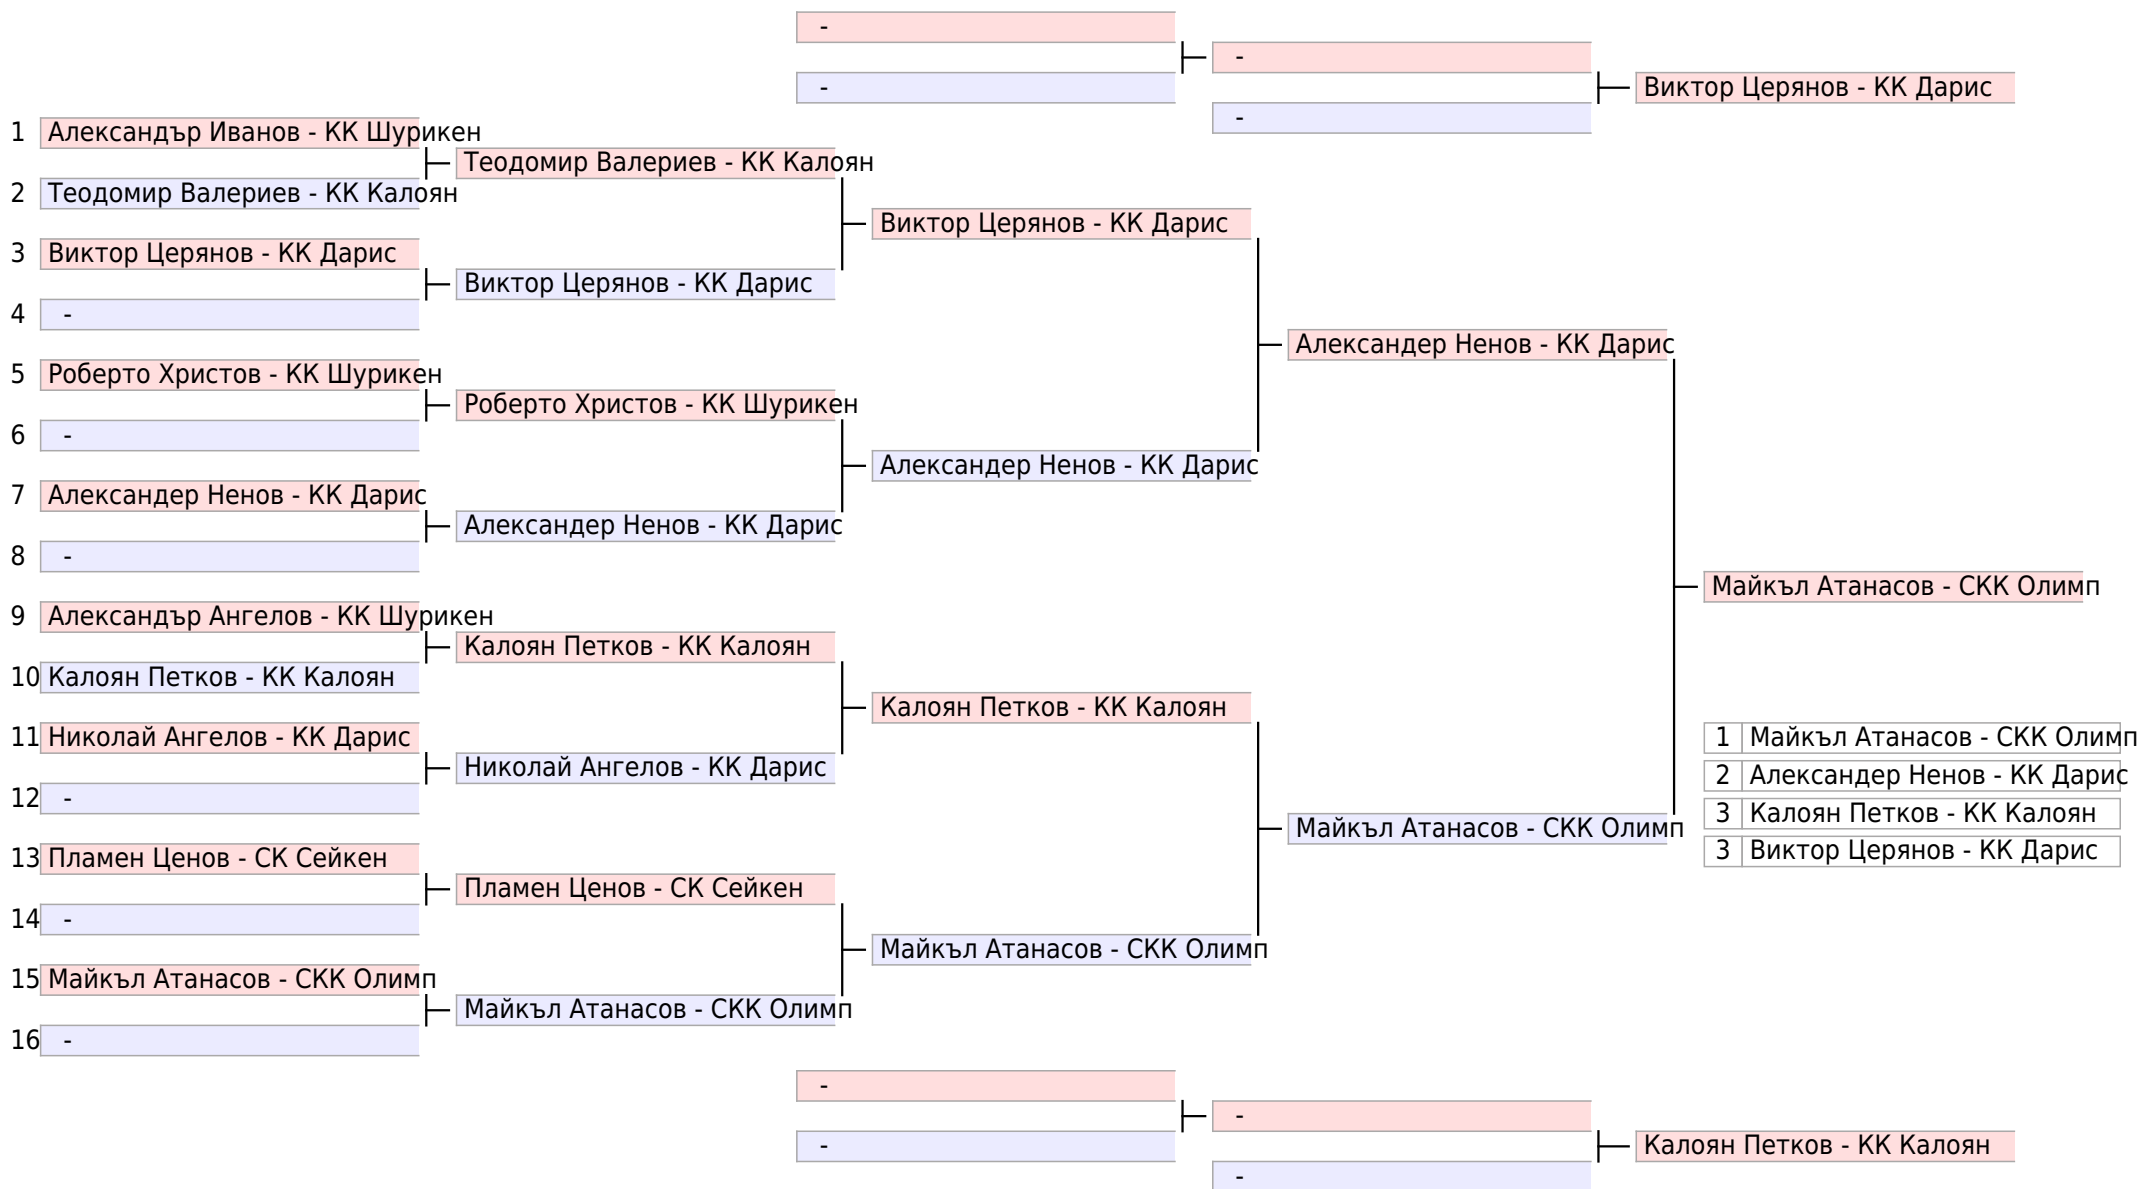 -
-
-
-
Виктор Церянов - КК Дарис
1 Александър Иванов - КК Шурикен
Теодомир Валериев - КК Калоян
2 Теодомир Валериев - КК Калоян
Виктор Церянов - КК Дарис
3 Виктор Церянов - КК Дарис
Виктор Церянов - КК Дарис
4 -
Александер Ненов - КК Дарис
5 Роберто Христов - КК Шурикен
Роберто Христов - КК Шурикен
6 -
Александер Ненов - КК Дарис
7 Александер Ненов - КК Дарис
Александер Ненов - КК Дарис
8 -
Майкъл Атанасов - СКК Олимп
9 Александър Ангелов - КК Шурикен
Калоян Петков - КК Калоян
10 Калоян Петков - КК Калоян
Калоян Петков - КК Калоян
11 Николай Ангелов - КК Дарис
Николай Ангелов - КК Дарис
12 -
Майкъл Атанасов - СКК Олимп
13 Пламен Ценов - СК Сейкен
Пламен Ценов - СК Сейкен
14 -
Майкъл Атанасов - СКК Олимп
15 Майкъл Атанасов - СКК Олимп
Майкъл Атанасов - СКК Олимп
16 -
1 Майкъл Атанасов - СКК Олимп
2 Александер Ненов - КК Дарис
3 Калоян Петков - КК Калоян
3 Виктор Церянов - КК Дарис
-
-
-
-
Калоян Петков - КК Калоян